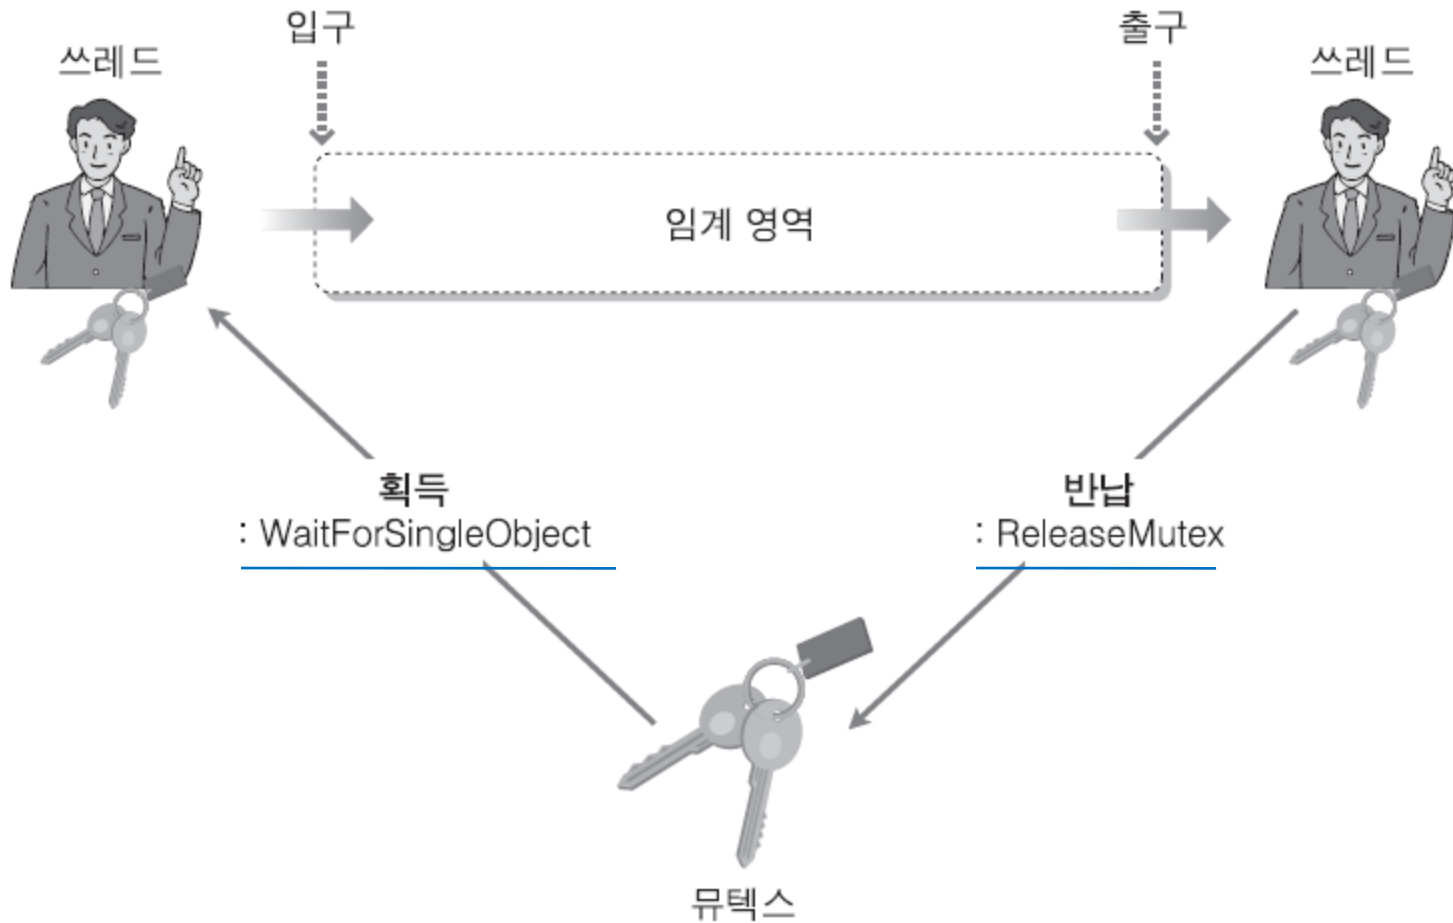 입구
출구
쓰레드
쓰레드
임계 영역
획득
: WaitForSingleObject
반납
: ReleaseMutex
뮤텍스